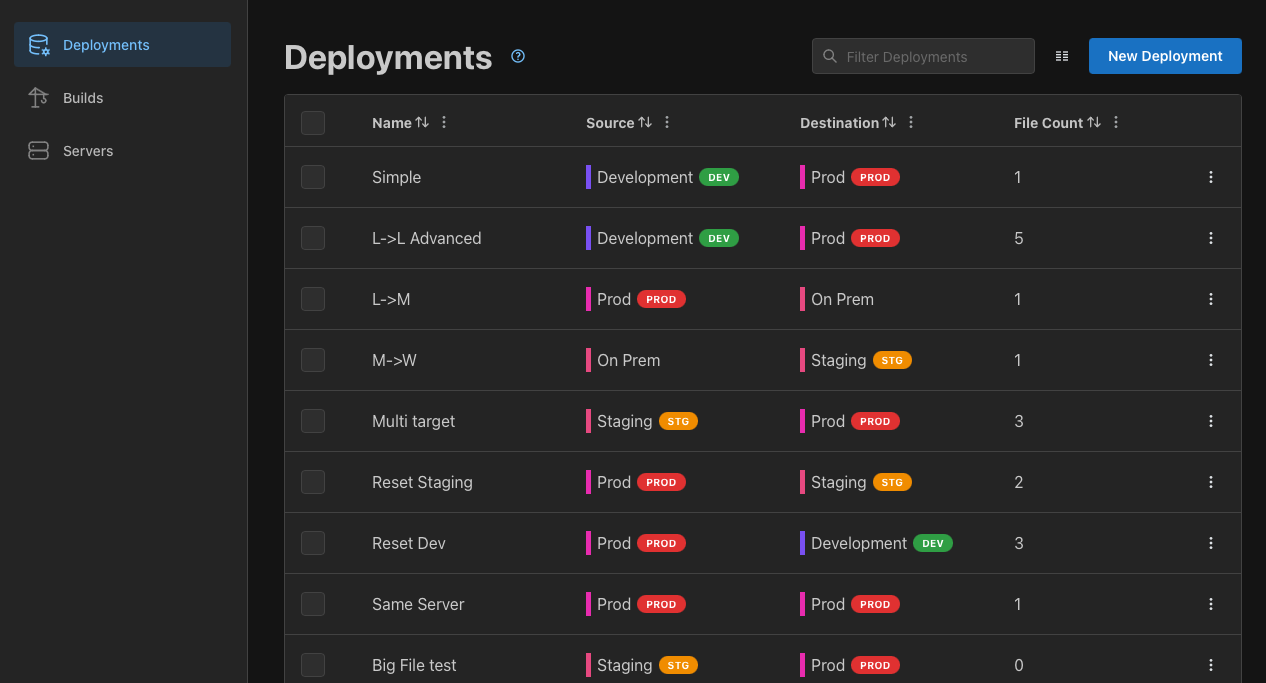 Deployments
Builds
Servers
Deployments
Filter Deployments
New Deployment
Name Source Destination File Count
Simple Development DEV Prod PROD 1
L->L Advanced Development DEV Prod PROD 5
L->M Prod PROD On Prem 1
M->W On Prem Staging STG 1
Multi target Staging STG Prod PROD 3
Reset Staging Prod PROD Staging STG 2
Reset Dev Prod PROD Development DEV 3
Same Server Prod PROD Prod PROD 1
Big File test Staging STG Prod PROD 0